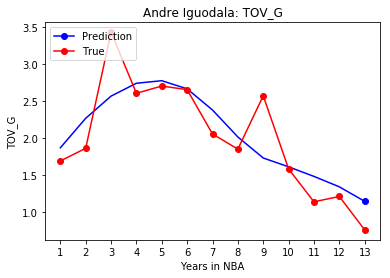 Andre Iguodala: TOV_G
Prediction
True
3.5
3.0
2.5
2.0
1.5
1.0
TOV_G
1 2 3 4 5 6 7 8 9 10 11 12 13
Years in NBA